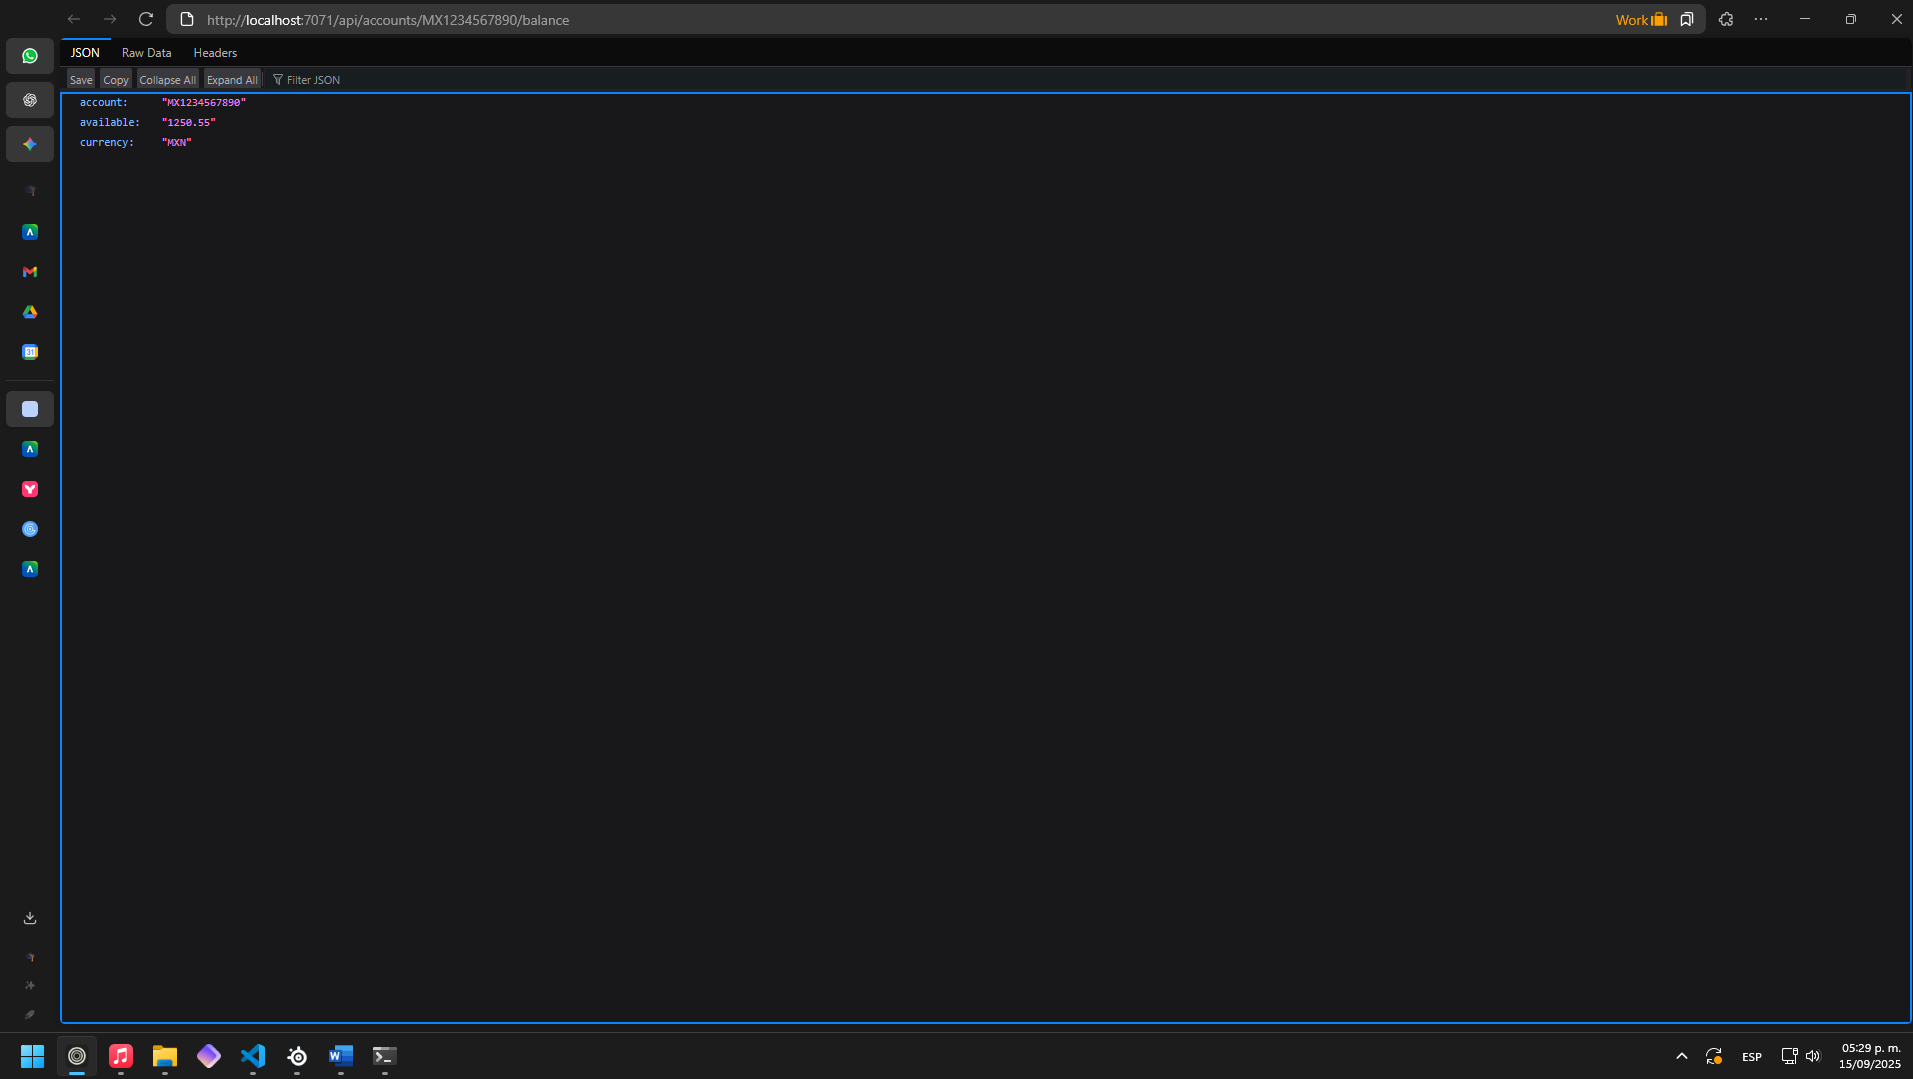 http://localhost:7071/api/accounts/MX1234567890/balance
Work
JSON Raw Data Headers
Save Copy Collapse All Expand All Filter JSON
account: "MX1234567890"
available: "1250.55"
currency: "MXN"
31
W
ESP
05:29 p. m.
15/09/2025